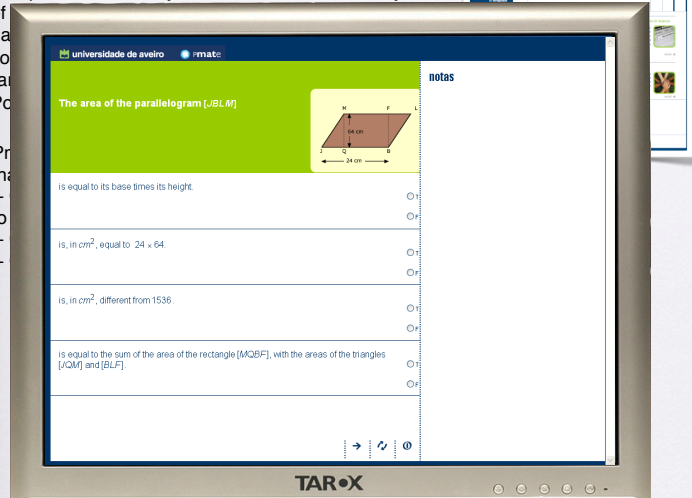 universidade de aveiro
PMate
notas
The area of the parallelogram [JBLM]
M F L
64 cm
J Q B
24 cm
is equal to its base times its height.
T
F
is, in cm², equal to 24 × 64.
T
F
is, in cm², different from 1536.
T
F
is equal to the sum of the area of the rectangle [MQBF], with the areas of the triangles
T
[JQM] and [BLF].
F
TAROX